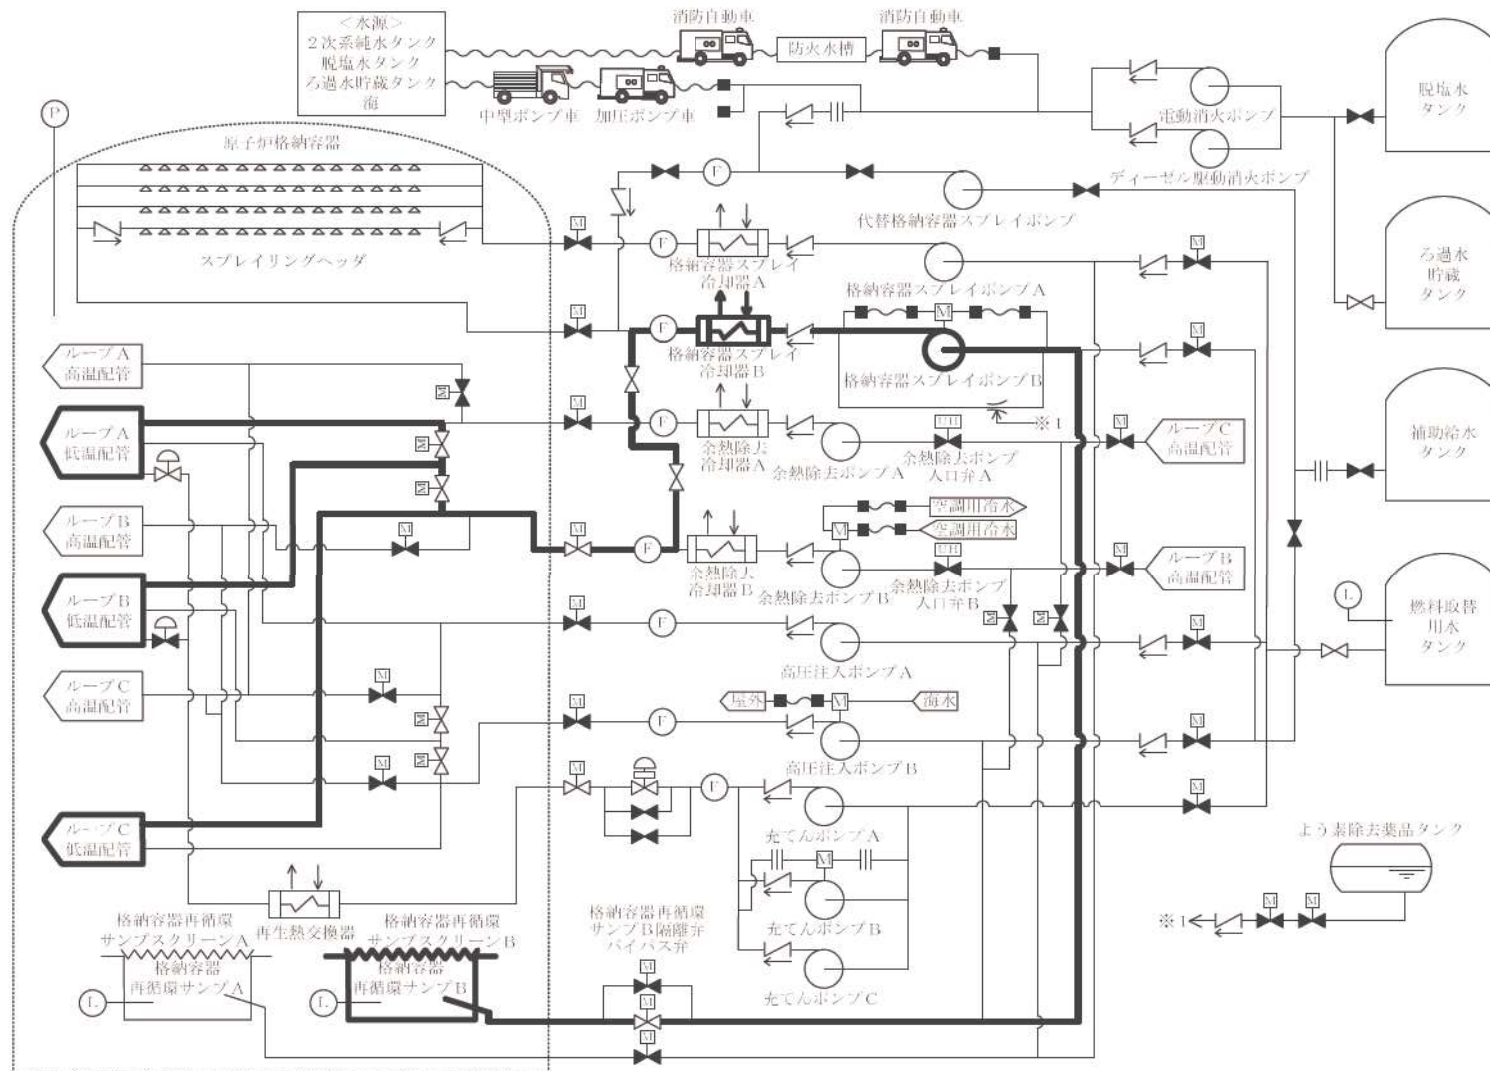 ＜水源＞
２次系純水タンク
脱塩水タンク
ろ過水貯蔵タンク
海
消防自動車
防火水槽
消防自動車
中型ポンプ車
加圧ポンプ車
電動消火ポンプ
ディーゼル駆動消火ポンプ
脱塩水
タンク
P
原子炉格納容器
スプレイリングヘッダ
F
代替格納容器スプレイポンプ
ろ過水
貯蔵
タンク
M
F
格納容器スプレイ
冷却器A
格納容器スプレイポンプA
M
M
F
格納容器スプレイ
冷却器B
M
格納容器スプレイポンプB
M
※1
ループA
高温配管
ループA
低温配管
M
M
M
M
F
余熱除去
冷却器A
余熱除去ポンプA
UH
余熱除去ポンプ
入口弁A
M
ループC
高温配管
補助給水
タンク
ループB
高温配管
M
M
F
余熱除去
冷却器B
余熱除去ポンプB
M
空調用冷水
空調用冷水
UH
余熱除去ポンプ
入口弁B
M
ループB
高温配管
ループB
低温配管
M
F
高圧注入ポンプA
M
M
M
L
燃料取替
用水
タンク
ループC
高温配管
M
M
M
M
M
F
屋外
M
海水
高圧注入ポンプB
M
M
F
充てんポンプA
M
ループC
低温配管
M
充てんポンプB
充てんポンプC
よう素除去薬品タンク
※1
M
M
再生熱交換器
格納容器再循環
サンプスクリーンA
格納容器
再循環サンプA
L
格納容器再循環
サンプスクリーンB
格納容器
再循環サンプB
L
格納容器再循環
サンプB隔離弁
バイパス弁
M
M
M